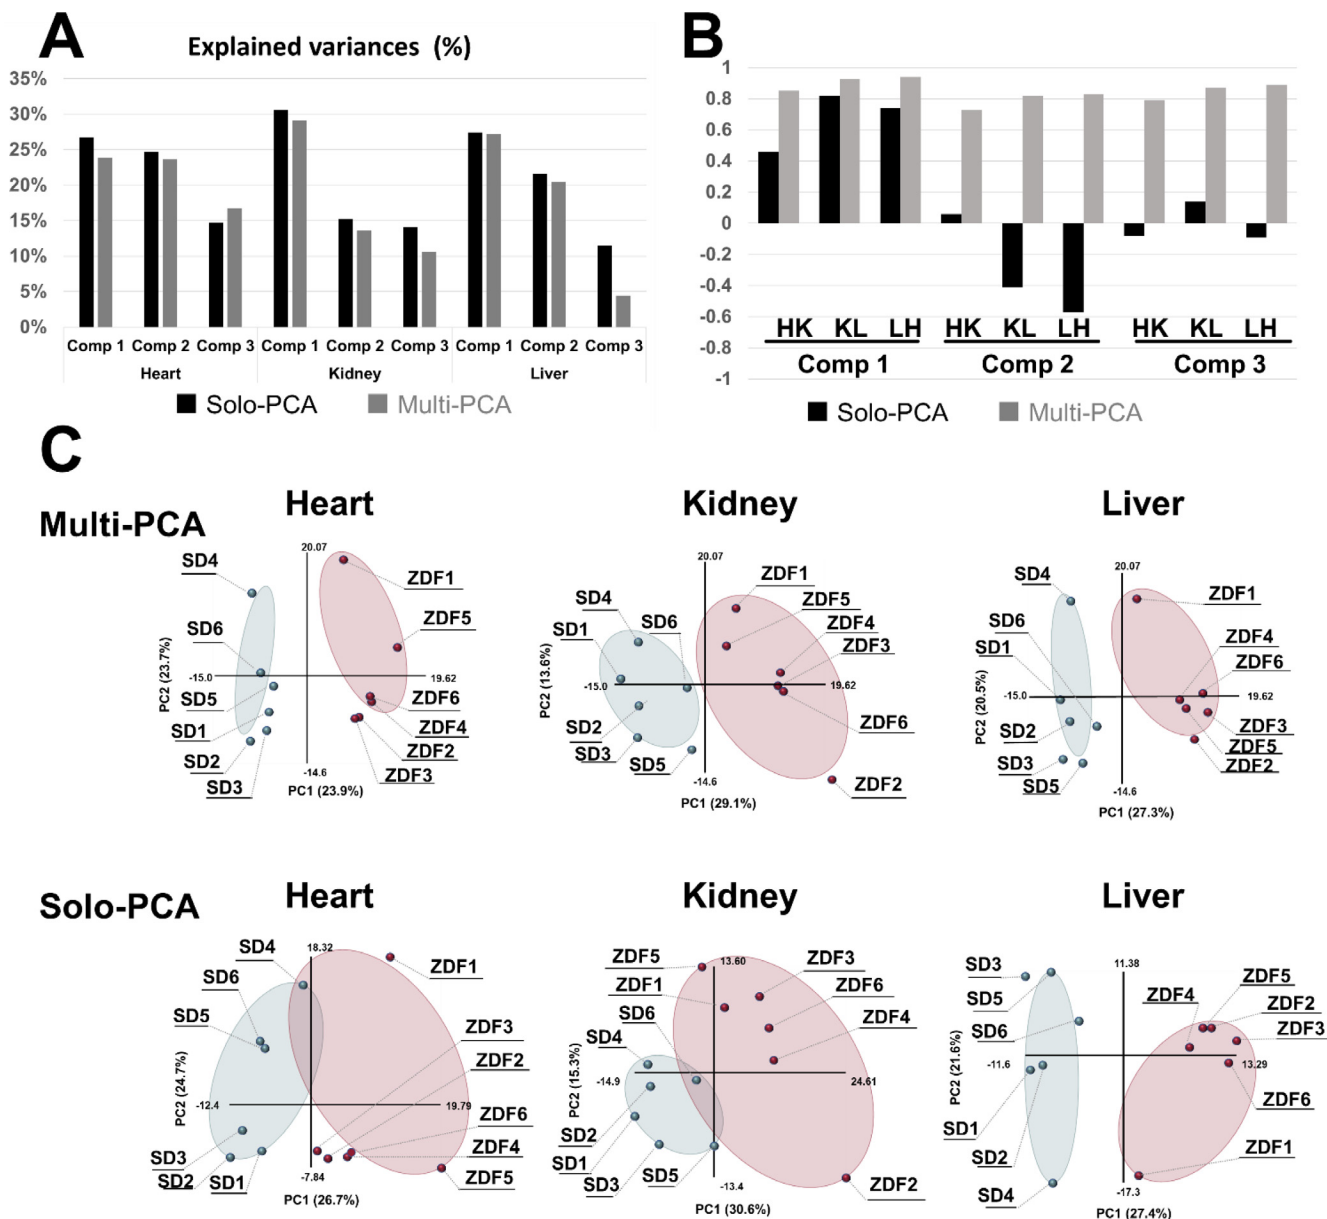 A
Explained variances (%)
35%
30%
25%
20%
15%
10%
5%
0%
Comp 1 Comp 2 Comp 3 Comp 1 Comp 2 Comp 3 Comp 1 Comp 2 Comp 3
Heart Kidney Liver
Solo-PCA Multi-PCA
B
1
0.8
0.6
0.4
0.2
0
-0.2
-0.4
-0.6
-0.8
-1
HK KL LH HK KL LH HK KL LH
Comp 1 Comp 2 Comp 3
Solo-PCA Multi-PCA
C
Multi-PCA
Heart
20.07
SD4
ZDF1
SD6
ZDF5
PC2 (23.7%)
-15.0
19.62
SD5
ZDF6
SD1
ZDF4
SD2
ZDF2
SD3
ZDF3
-14.6
PC1 (23.9%)
Kidney
20.07
ZDF1
SD4
ZDF5
SD1
SD6
ZDF4
ZDF3
PC2 (13.6%)
-15.0
19.62
SD2
ZDF6
SD3
SD5
-14.6
ZDF2
PC1 (29.1%)
Liver
20.07
SD4
ZDF1
SD6
ZDF4
SD1
ZDF6
PC2 (20.5%)
-15.0
19.62
SD2
ZDF3
SD3
ZDF5
SD5
ZDF2
-14.6
PC1 (27.3%)
Solo-PCA
Heart
18.32
SD4
ZDF1
SD6
SD5
ZDF3
ZDF2
PC2 (24.7%)
-12.4
19.79
ZDF6
SD3
ZDF4
SD2
SD1
-7.84
ZDF5
PC1 (26.7%)
Kidney
ZDF5
13.60
ZDF3
ZDF1
ZDF6
SD6
ZDF4
SD4
PC2 (15.3%)
-14.9
24.61
SD2
SD1
SD3
SD5
-13.4
ZDF2
PC1 (30.6%)
Liver
11.38
SD3
SD5
ZDF5
ZDF4
ZDF2
SD6
ZDF3
PC2 (21.6%)
-11.6
13.29
SD1
ZDF6
SD2
ZDF1
SD4
-17.3
PC1 (27.4%)